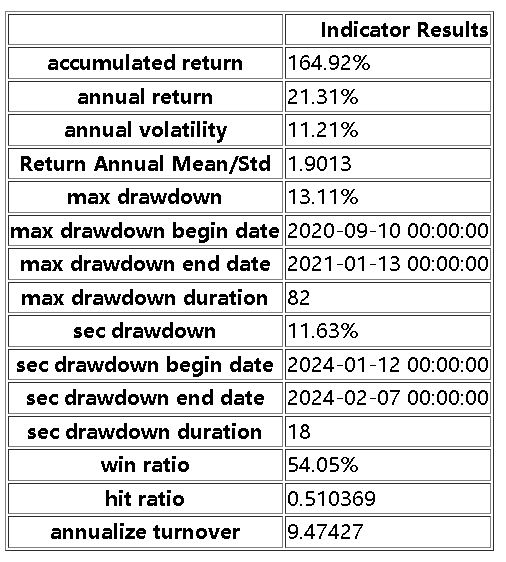 Indicator Results
accumulated return 164.92%
annual return 21.31%
annual volatility 11.21%
Return Annual Mean/Std 1.9013
max drawdown 13.11%
max drawdown begin date 2020-09-10 00:00:00
max drawdown end date 2021-01-13 00:00:00
max drawdown duration 82
sec drawdown 11.63%
sec drawdown begin date 2024-01-12 00:00:00
sec drawdown end date 2024-02-07 00:00:00
sec drawdown duration 18
win ratio 54.05%
hit ratio 0.510369
annualize turnover 9.47427